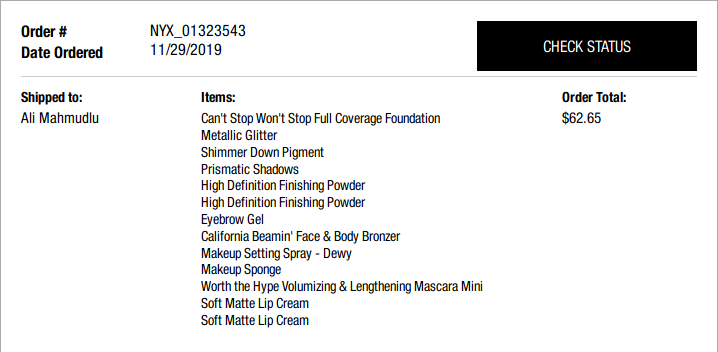 Order # NYX_01323543
Date Ordered 11/29/2019
CHECK STATUS
Shipped to: Items: Order Total:
Ali Mahmudlu Can't Stop Won't Stop Full Coverage Foundation $62.65
Metallic Glitter
Shimmer Down Pigment
Prismatic Shadows
High Definition Finishing Powder
High Definition Finishing Powder
Eyebrow Gel
California Beamin' Face & Body Bronzer
Makeup Setting Spray - Dewy
Makeup Sponge
Worth the Hype Volumizing & Lengthening Mascara Mini
Soft Matte Lip Cream
Soft Matte Lip Cream